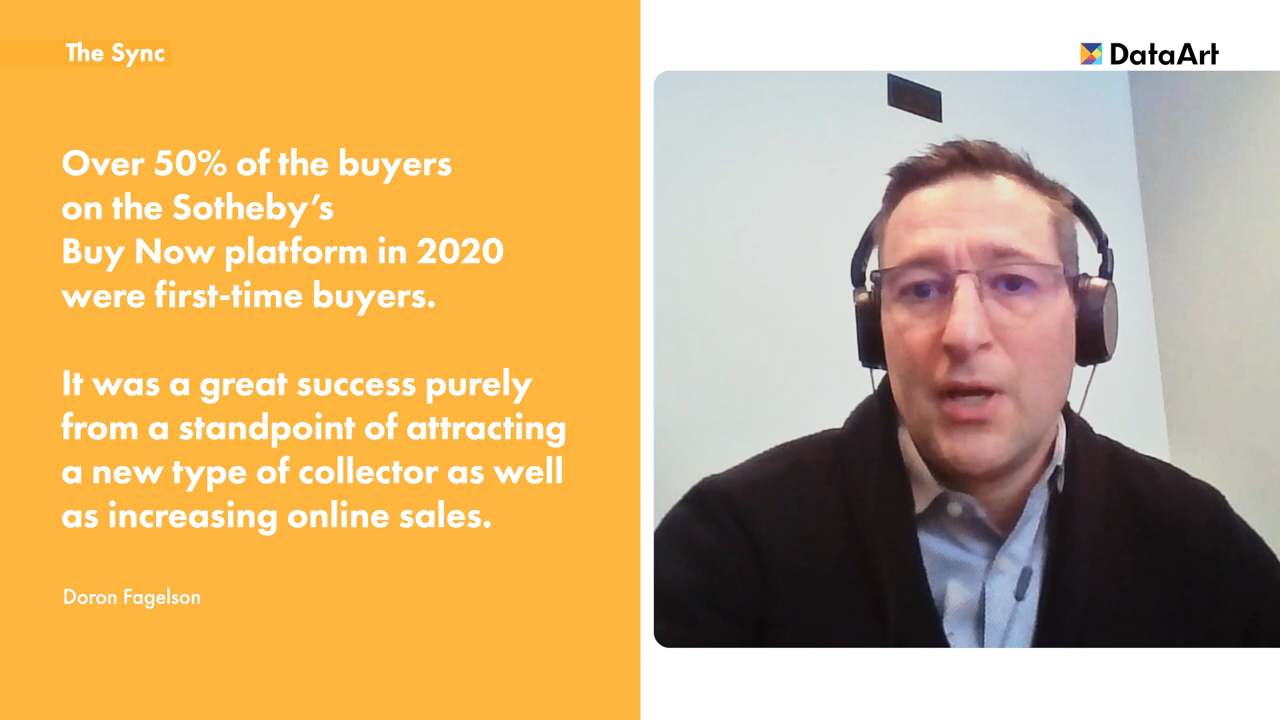 The Sync
DataArt
Over 50% of the buyers
on the Sotheby’s
Buy Now platform in 2020
were first-time buyers.
It was a great success purely
from a standpoint of attracting
a new type of collector as well
as increasing online sales.
Doron Fagelson